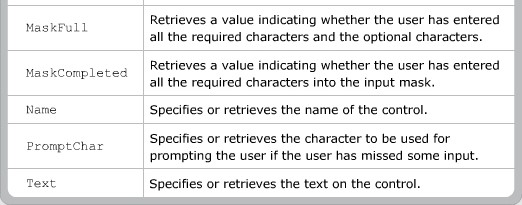 MaskFull
Retrieves a value indicating whether the user has entered
all the required characters and the optional characters.
MaskCompleted
Retrieves a value indicating whether the user has entered
all the required characters into the input mask.
Name
Specifies or retrieves the name of the control.
PromptChar
Specifies or retrieves the character to be used for
prompting the user if the user has missed some input.
Text
Specifies or retrieves the text on the control.